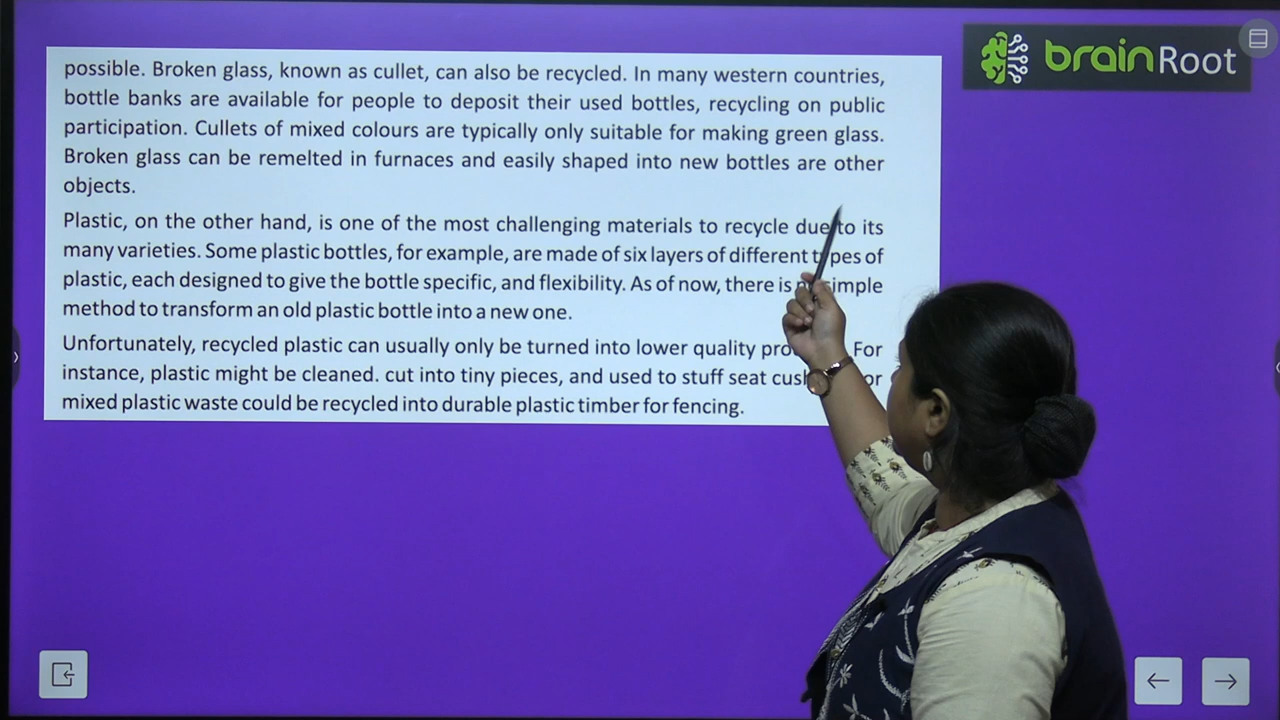 brainRoot
possible. Broken glass, known as cullet, can also be recycled. In many western countries,
bottle banks are available for people to deposit their used bottles, recycling on public
participation. Cullets of mixed colours are typically only suitable for making green glass.
Broken glass can be remelted in furnaces and easily shaped into new bottles are other
objects.
Plastic, on the other hand, is one of the most challenging materials to recycle due to its
many varieties. Some plastic bottles, for example, are made of six layers of different types of
plastic, each designed to give the bottle specific, and flexibility. As of now, there is simple
method to transform an old plastic bottle into a new one.
Unfortunately, recycled plastic can usually only be turned into lower quality For
instance, plastic might be cleaned. cut into tiny pieces, and used to stuff seat or
mixed plastic waste could be recycled into durable plastic timber for fencing.